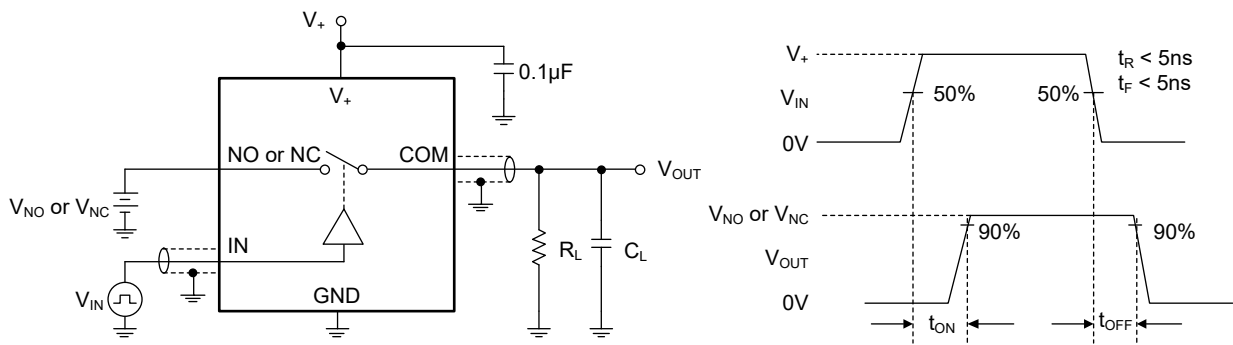 V+
0.1µF
V+
NO or NC
COM
VOUT
VNO or VNC
IN
RL
CL
VIN
GND
V+
tR < 5ns
tF < 5ns
VIN
50%
50%
0V
VNO or VNC
90%
90%
VOUT
0V
tON
tOFF